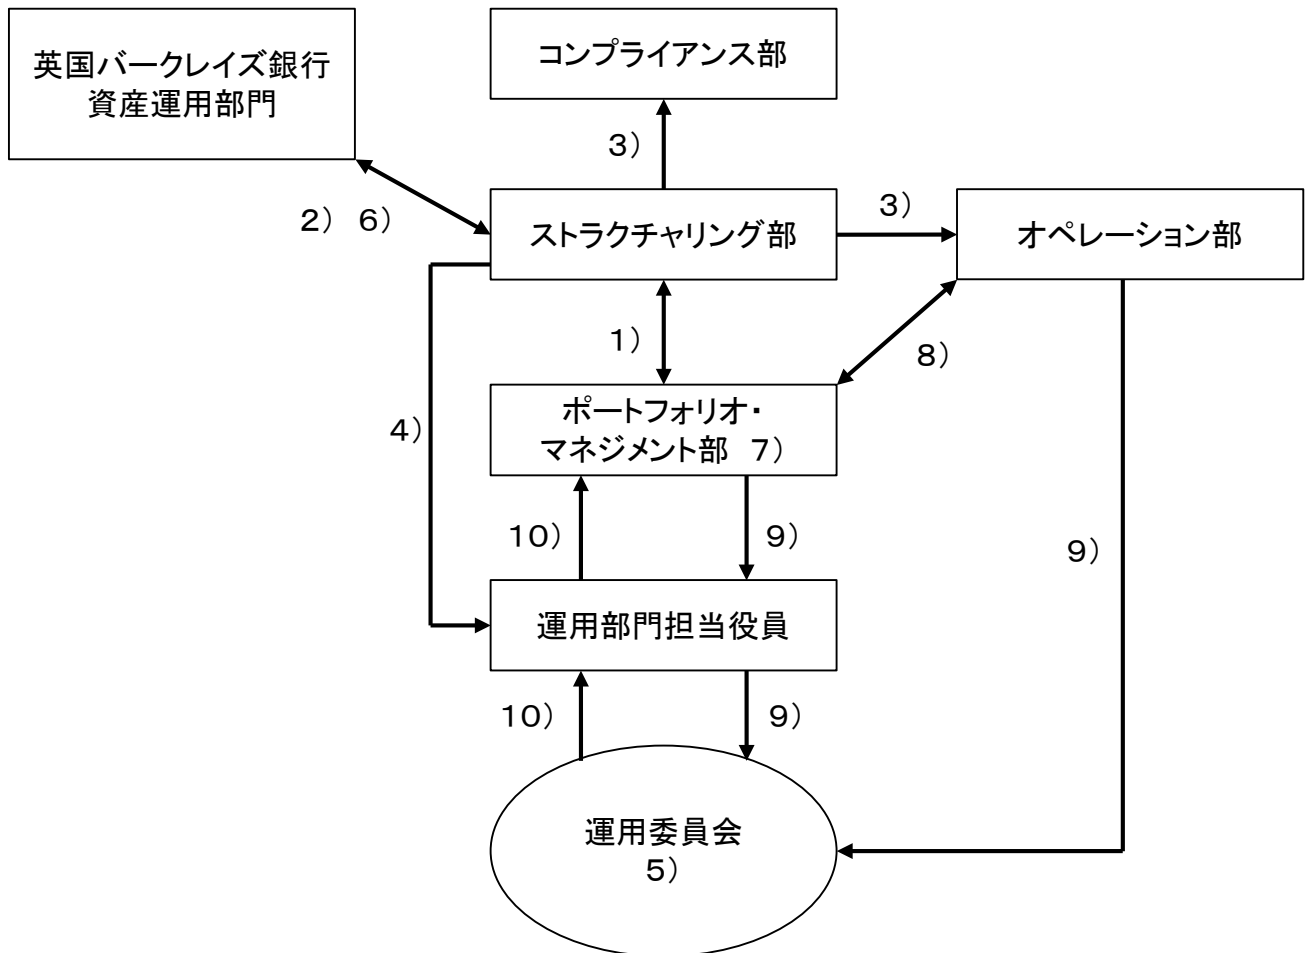 英国バークレイズ銀行
資産運用部門
コンプライアンス部
3）
2） 6）
ストラクチャリング部
3）
オペレーション部
1）
8）
4）
ポートフォリオ・
マネジメント部 7）
10）
9）
9）
運用部門担当役員
10）
9）
運用委員会
5）